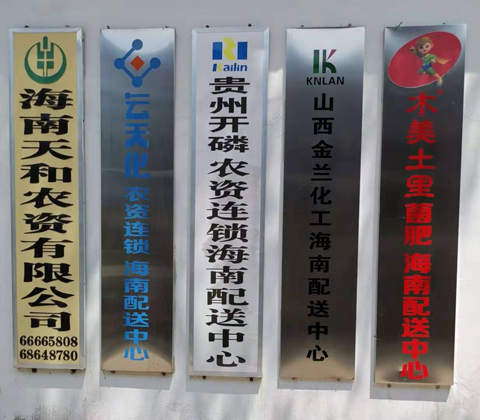 海南天和农资有限公司
66665808
68648780
云天化
农资连锁 海南配送中心
Kailin
贵州开磷 农资连锁海南配送中心
KNLAN
山西金兰化工海南配送中心
木美土里菌肥 海南配送中心